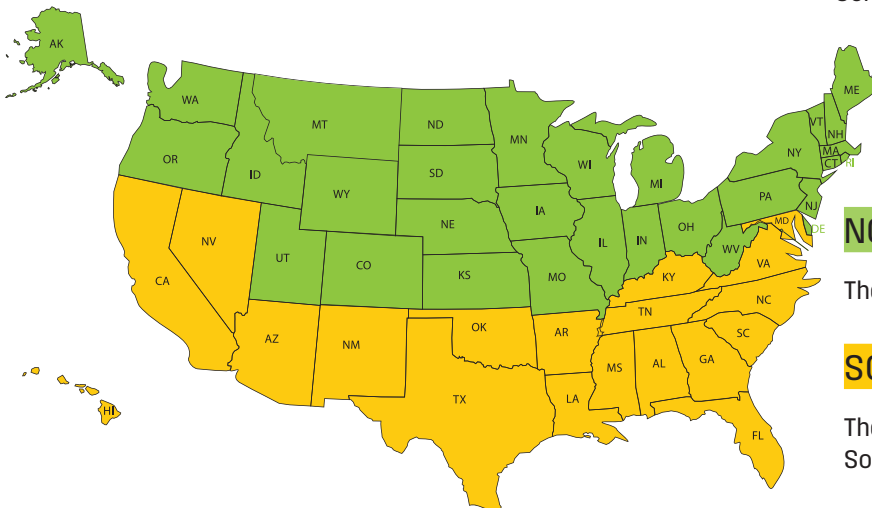 AK
WA
MT
ND
MN
ME
VT
NH
OR
ID
SD
WI
NY
MA
CT
RI
WY
MI
IA
PA
NE
NJ
OH
IL
IN
MD
DE
NV
UT
CO
WV
KS
MO
KY
VA
CA
NC
TN
OK
AR
SC
AZ
NM
MS
AL
GA
TX
LA
HI
FL
The
The
So